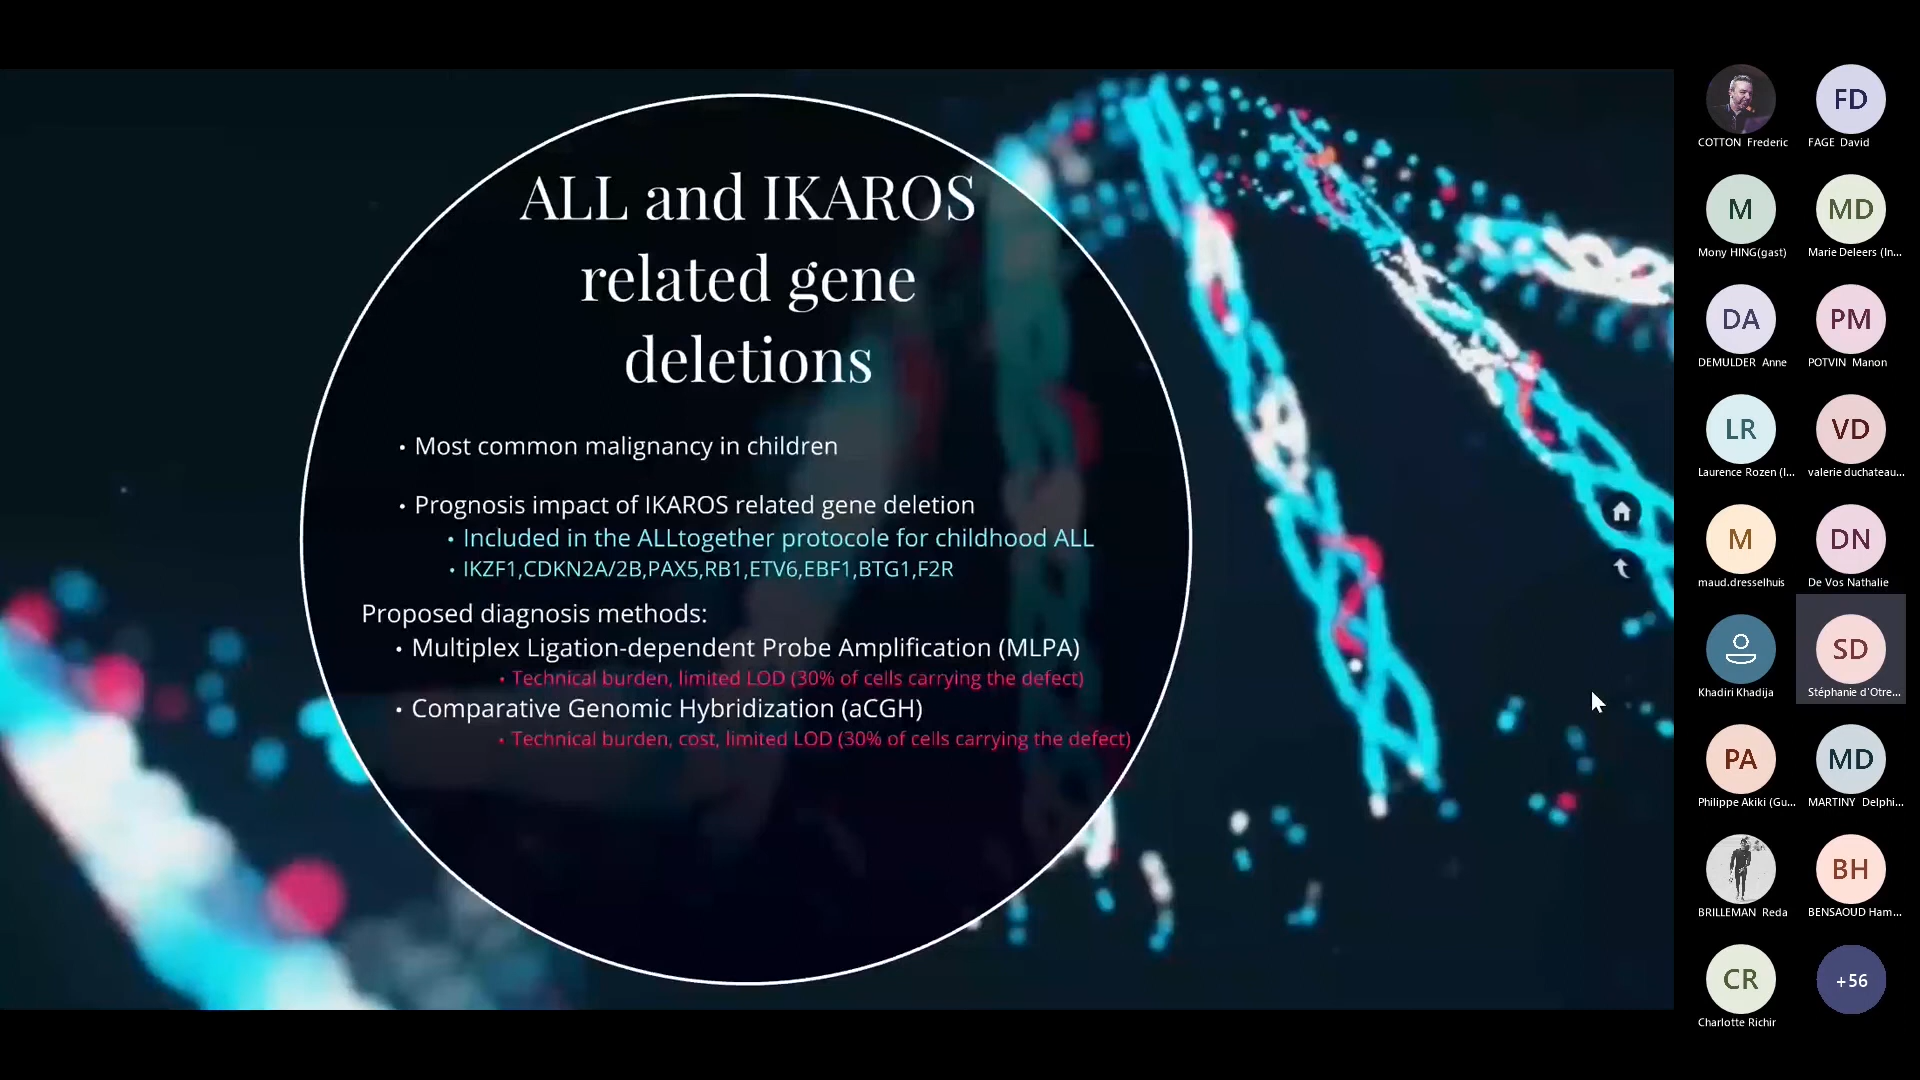 ALL and IKAROS
related gene
deletions
• Most common malignancy in children
• Prognosis impact of IKAROS related gene deletion
• Included in the ALLtogether protocole for childhood ALL
• IKZF1,CDKN2A/2B,PAX5,RB1,ETV6,EBF1,BTG1,F2R
Proposed diagnosis methods:
• Multiplex Ligation-dependent Probe Amplification (MLPA)
• Technical burden, limited LOD (30% of cells carrying the defect)
• Comparative Genomic Hybridization (aCGH)
• Technical burden, cost, limited LOD (30% of cells carrying the defect)
COTTON Frederic
FD
FAGE David
M
Mony HING(gast)
MD
Marie Deleers (In...
DA
DEMULDER Anne
PM
POTVIN Manon
LR
Laurence Rozen (I...
VD
valerie duchateau...
M
maud.dresselhuis
DN
De Vos Nathalie
Khadiri Khadija
SD
Stéphanie d'Otre...
PA
Philippe Akiki (Gu...
MD
MARTINY Delphi...
BRILLEMAN Reda
BH
BENSAOUD Ham...
CR
Charlotte Richir
+56